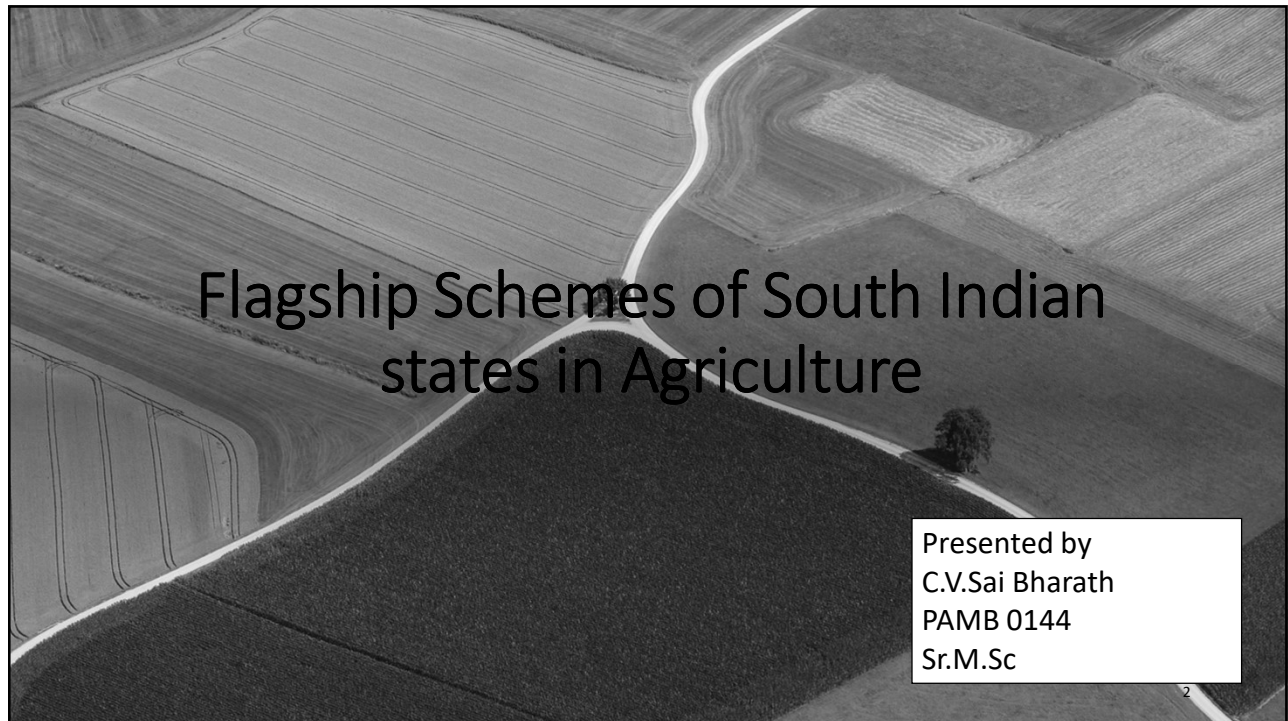 Flagship Schemes of South Indian
states in Agriculture
Presented by
C.V.Sai Bharath
PAMB 0144
Sr.M.Sc
2